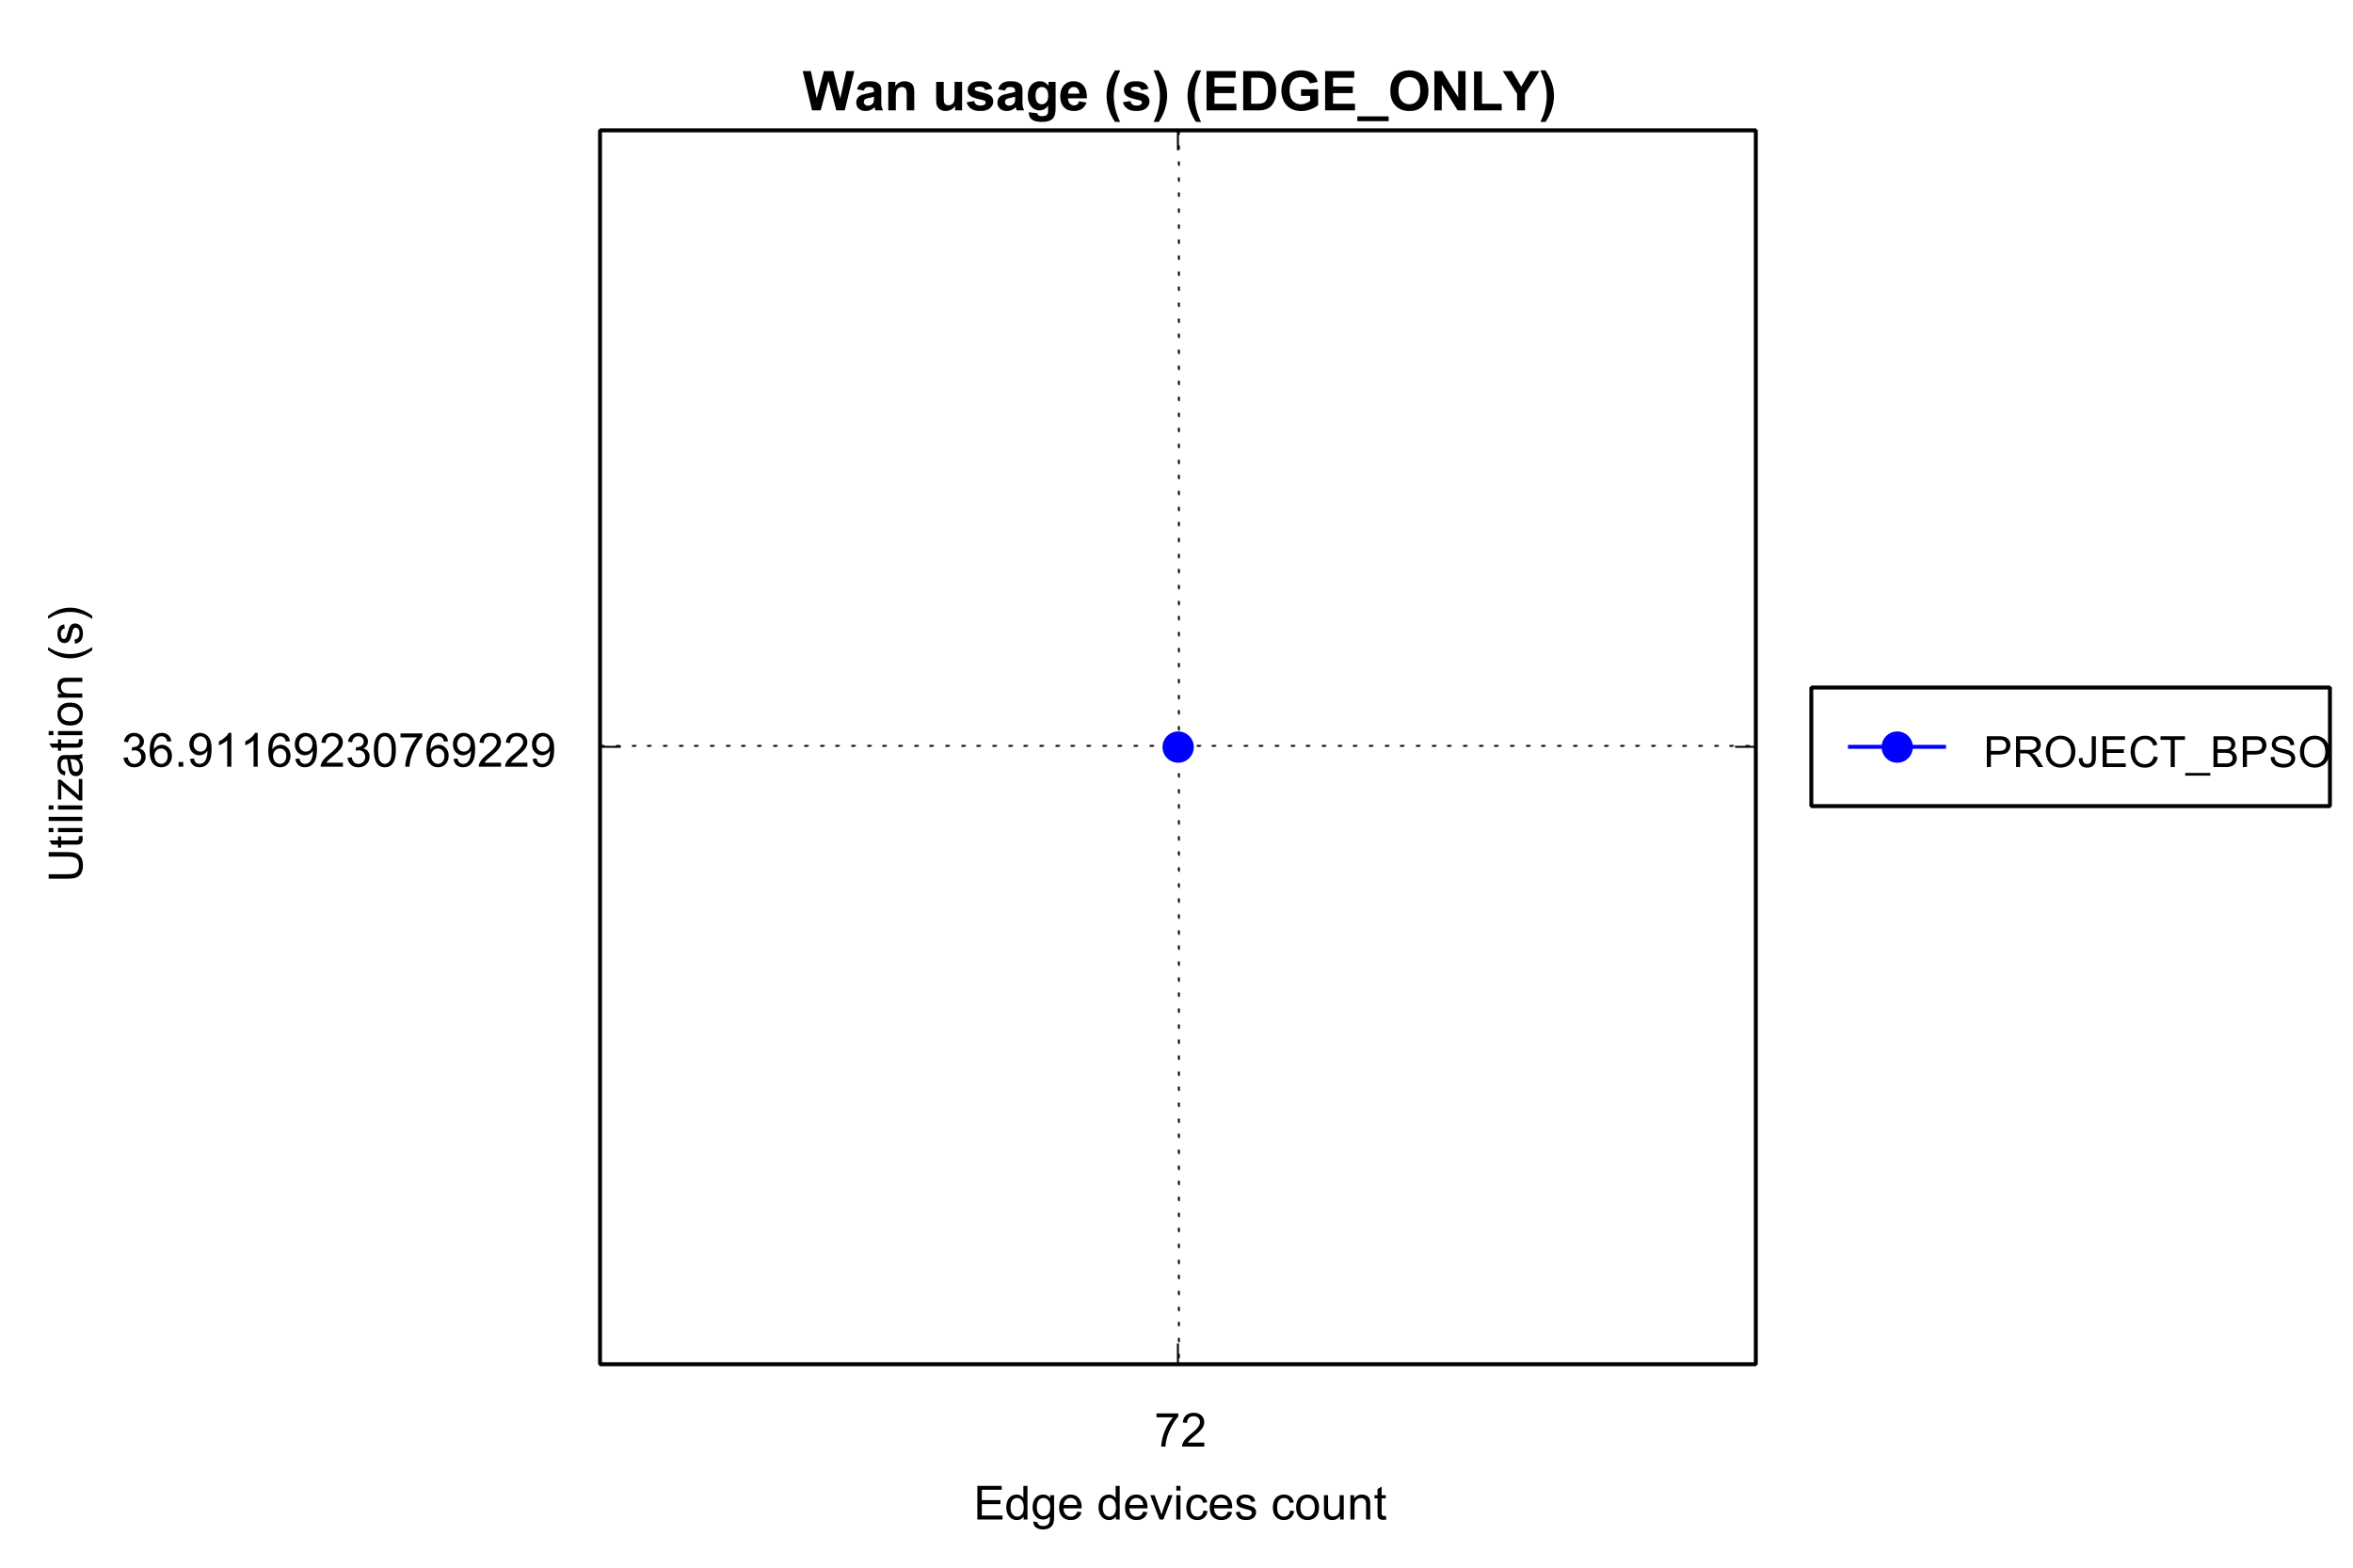 Wan usage (s) (EDGE_ONLY)
Utilization (s)
36.91169230769229
PROJECT_BPSO
72
Edge devices count